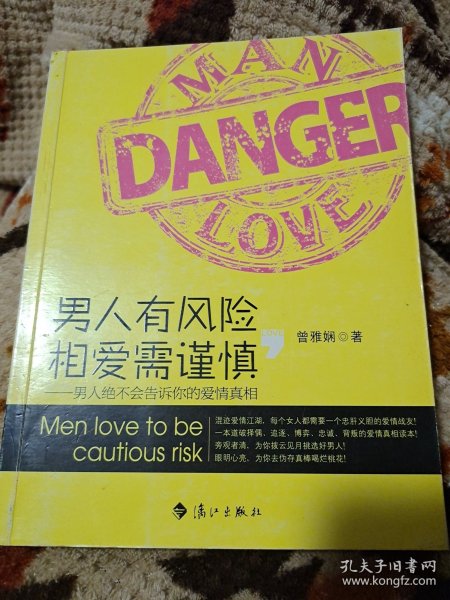 MAN
DANGER
LOVE
男人有风险，
相爱需谨慎
曾雅娴◎著
——男人绝不会告诉你的爱情真相
Men love to be
cautious risk
混迹爱情江湖，每个女人都需要一个忠肝义胆的爱情战友！
一本道破择偶、追逐、博弈、忠诚、背叛的爱情真相读本！
旁观者清，为你拨云见月挑选好男人！
眼明心亮，为你去伪存真棒喝烂桃花！
漓江出版社
孔夫子旧书网
www.kongfz.com